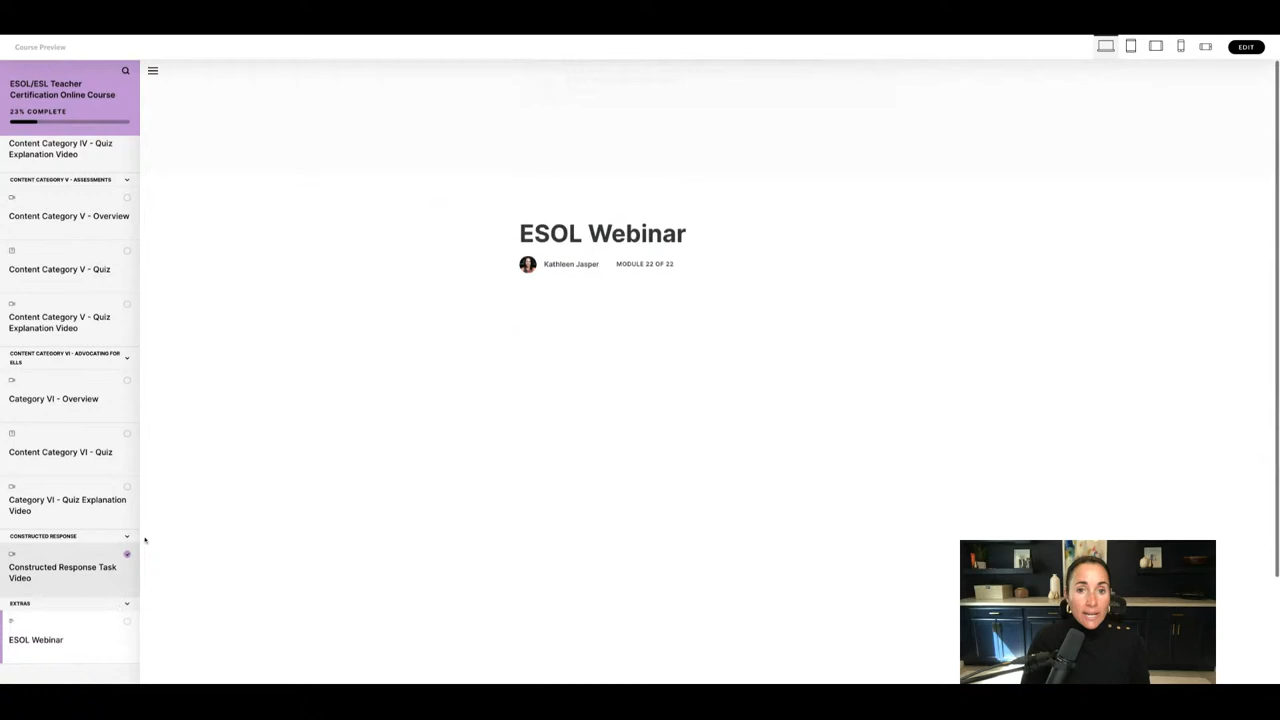 Course Preview
EDIT
ESOL/ESL Teacher
Certification Online Course
23% COMPLETE
Content Category IV - Quiz
Explanation Video
CONTENT CATEGORY V - ASSESSMENTS
Content Category V - Overview
Content Category V - Quiz
Content Category V - Quiz
Explanation Video
CONTENT CATEGORY VI - ADVOCATING FOR
ELLS
Category VI - Overview
Content Category VI - Quiz
Category VI - Quiz Explanation
Video
CONSTRUCTED RESPONSE
Constructed Response Task
Video
EXTRAS
ESOL Webinar
ESOL Webinar
Kathleen Jasper MODULE 22 OF 22